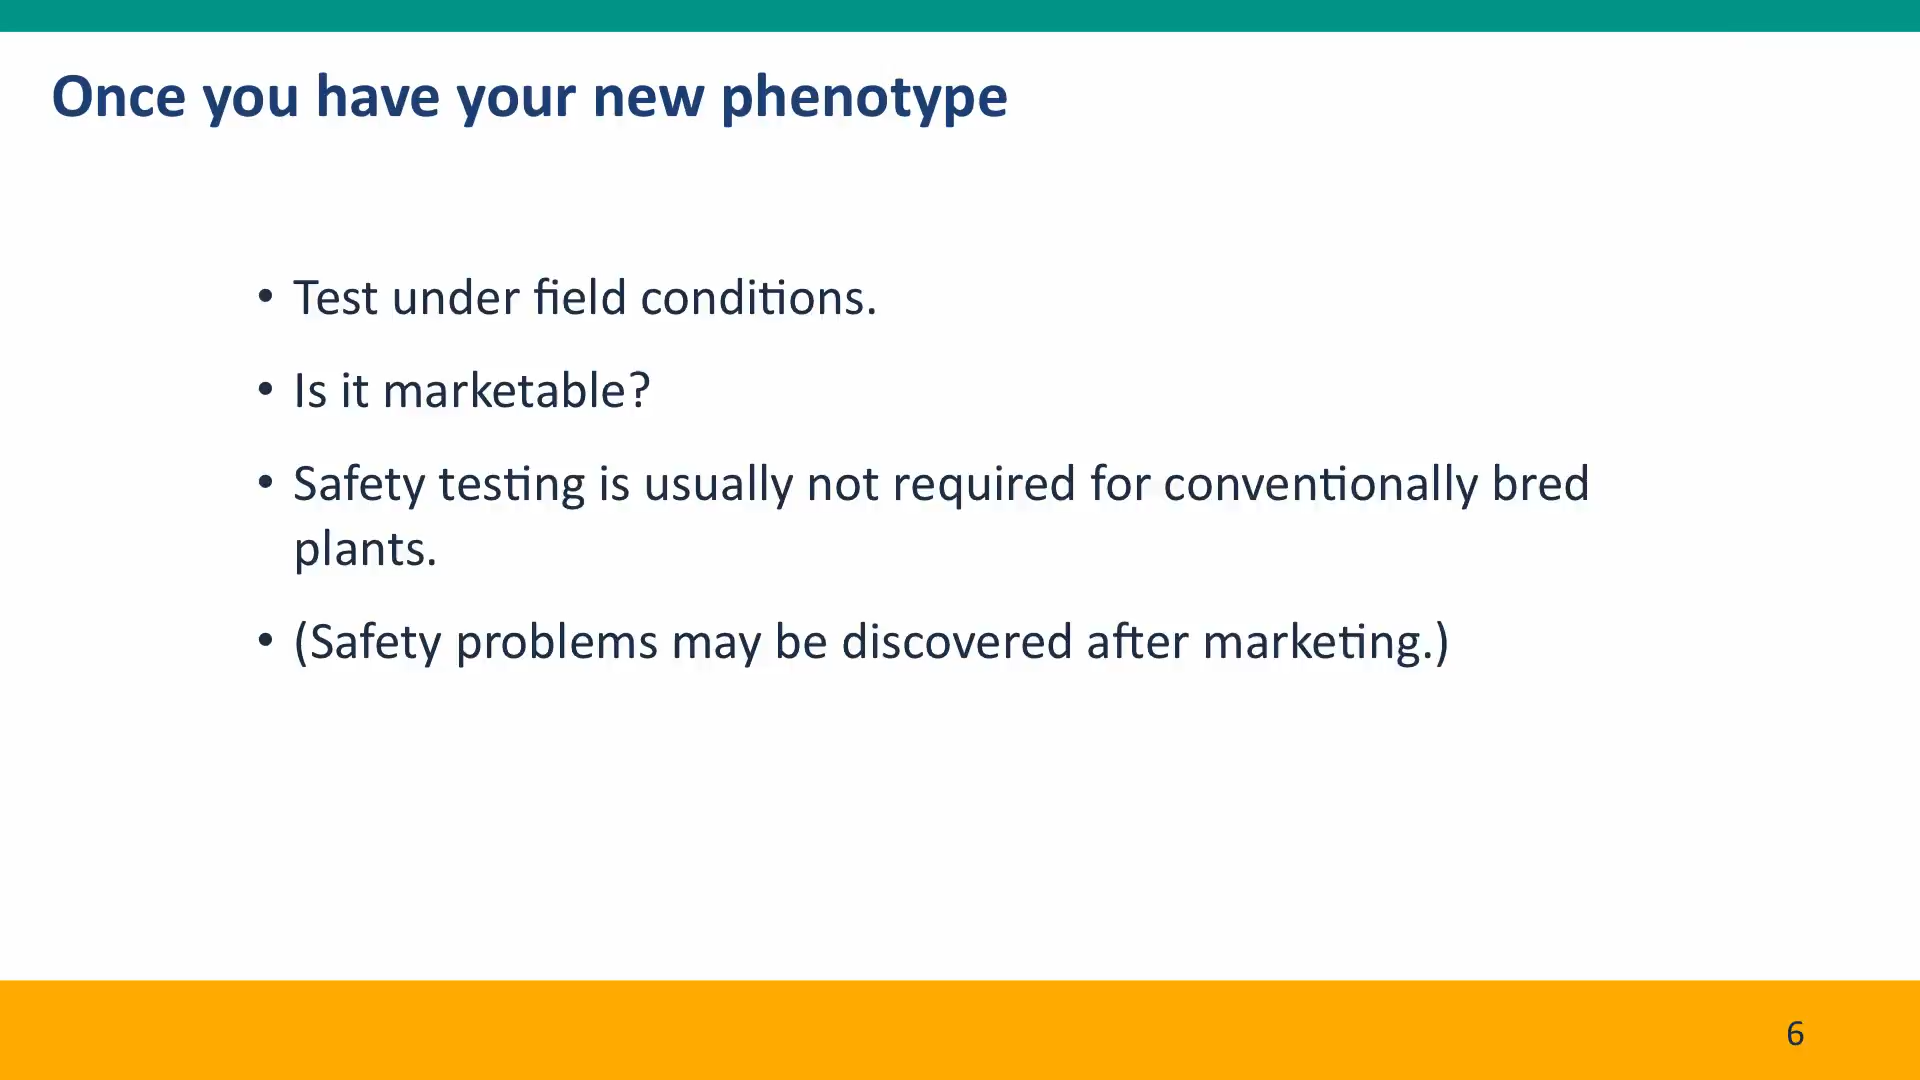 Once you have your new phenotype
• Test under field conditions.
• Is it marketable?
• Safety testing is usually not required for conventionally bred
plants.
• (Safety problems may be discovered after marketing.)
6